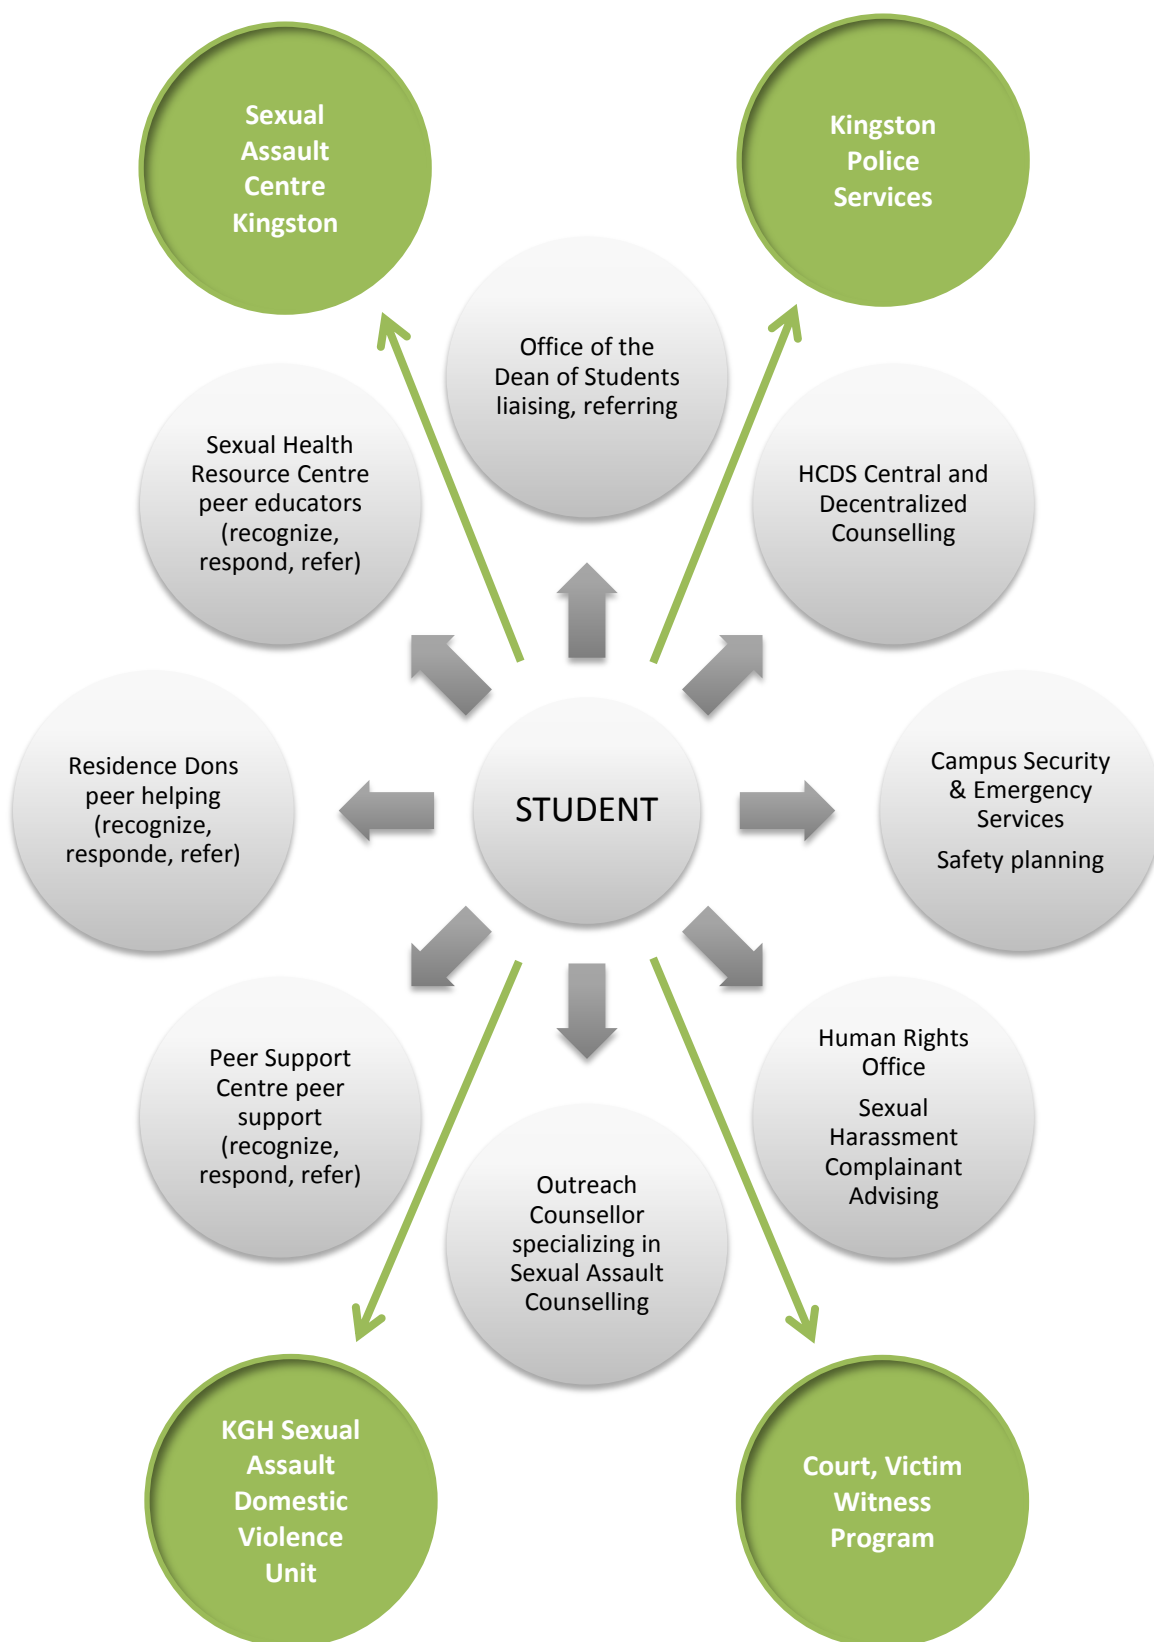 Sexual
Assault
Centre
Kingston
Kingston
Police
Services
Office of the
Dean of Students
liaising, referring
Sexual Health
Resource Centre
peer educators
(recognize,
respond, refer)
HCDS Central and
Decentralized
Counselling
Residence Dons
peer helping
(recognize,
responde, refer)
STUDENT
Campus Security
& Emergency
Services
Safety planning
Peer Support
Centre peer
support
(recognize,
respond, refer)
Human Rights
Office
Sexual
Harassment
Complainant
Advising
Outreach
Counsellor
specializing in
Sexual Assault
Counselling
KGH Sexual
Assault
Domestic
Violence
Unit
Court, Victim
Witness
Program